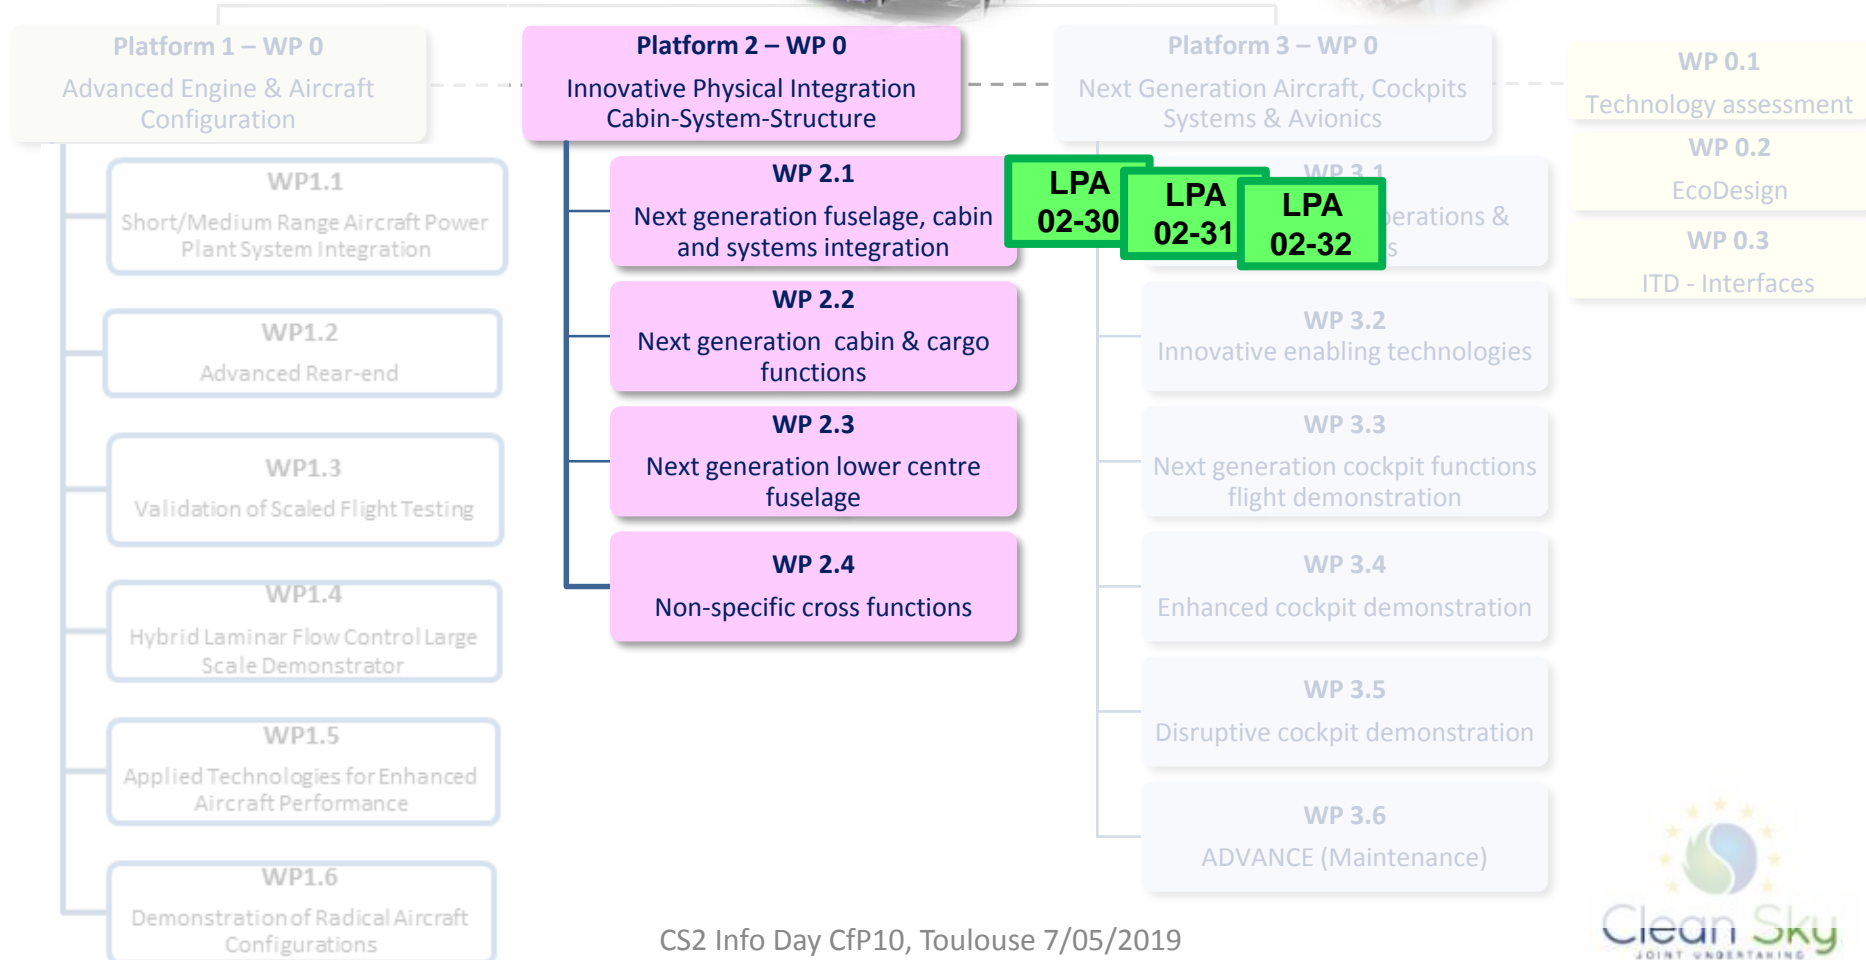 Platform 1 – WP 0
Advanced Engine & Aircraft
Configuration
WP1.1
Short/Medium Range Aircraft Power
Plant System Integration
WP1.2
Advanced Rear-end
WP1.3
Validation of Scaled Flight Testing
WP1.4
Hybrid Laminar Flow Control Large
Scale Demonstrator
WP1.5
Applied Technologies for Enhanced
Aircraft Performance
WP1.6
Demonstration of Radical Aircraft
Configurations
Platform 2 – WP 0
Innovative Physical Integration
Cabin-System-Structure
WP 2.1
Next generation fuselage, cabin
and systems integration
WP 2.2
Next generation cabin & cargo
functions
WP 2.3
Next generation lower centre
fuselage
WP 2.4
Non-specific cross functions
LPA
02-30
LPA
02-31
LPA
02-32
Platform 3 – WP 0
Next Generation Aircraft, Cockpits
Systems & Avionics
WP 3.1
perations &
s
WP 3.2
Innovative enabling technologies
WP 3.3
Next generation cockpit functions
flight demonstration
WP 3.4
Enhanced cockpit demonstration
WP 3.5
Disruptive cockpit demonstration
WP 3.6
ADVANCE (Maintenance)
WP 0.1
Technology assessment
WP 0.2
EcoDesign
WP 0.3
ITD - Interfaces
CS2 Info Day CfP10, Toulouse 7/05/2019
Clean Sky
JOINT UNDERTAKING